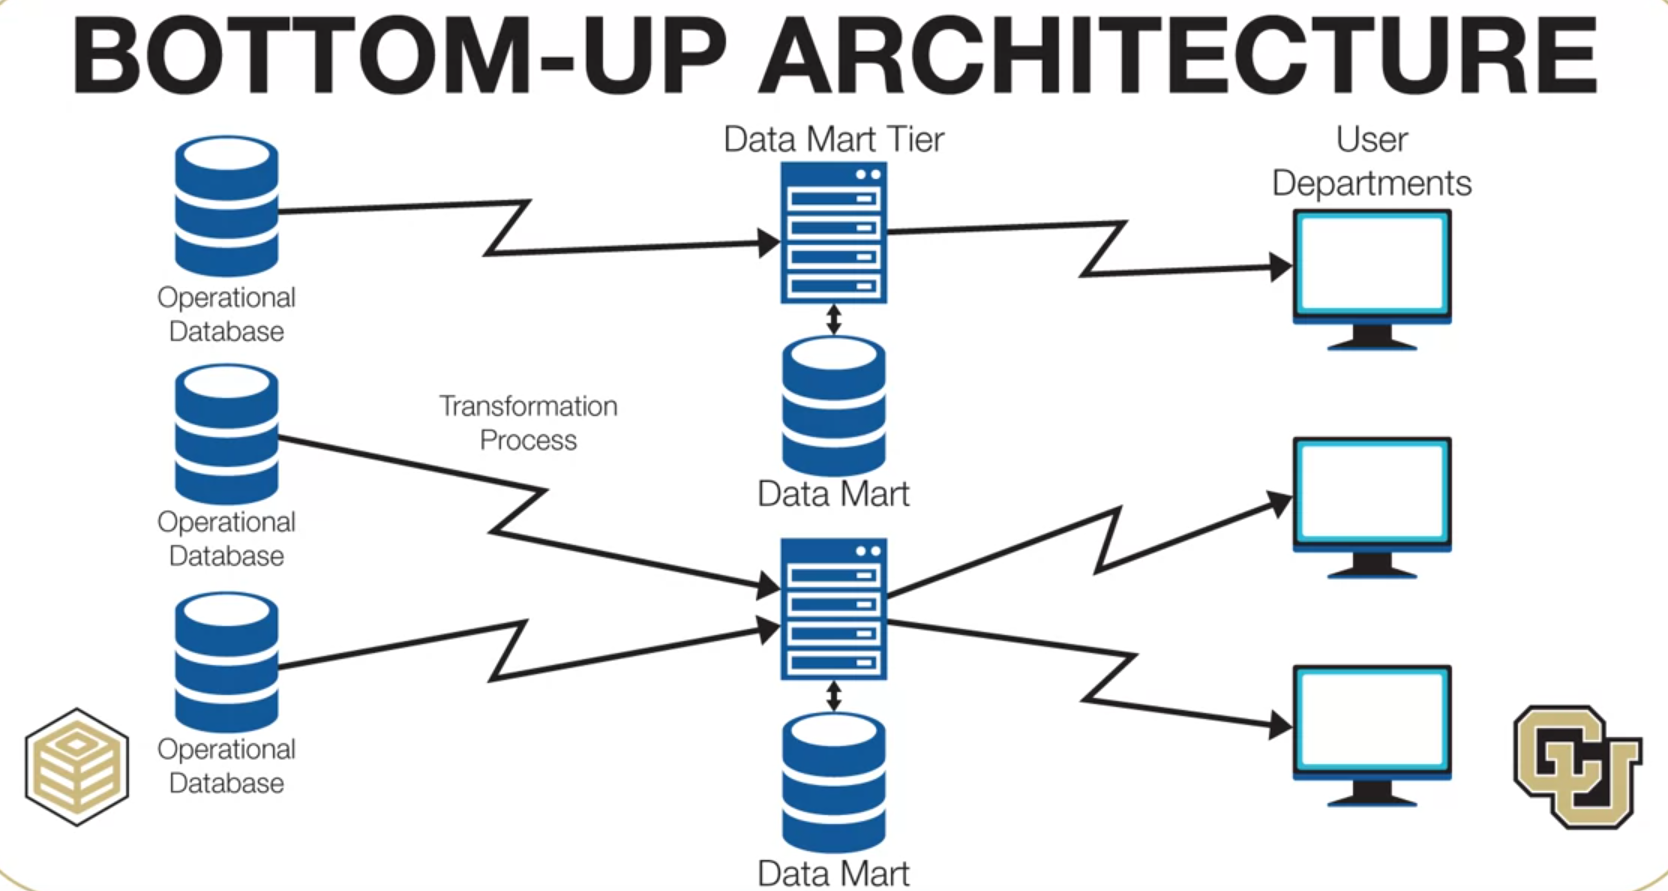 BOTTOM-UP ARCHITECTURE
Data Mart Tier
User
Departments
Operational
Database
Transformation
Process
Data Mart
Operational
Database
Operational
Database
Data Mart
CU